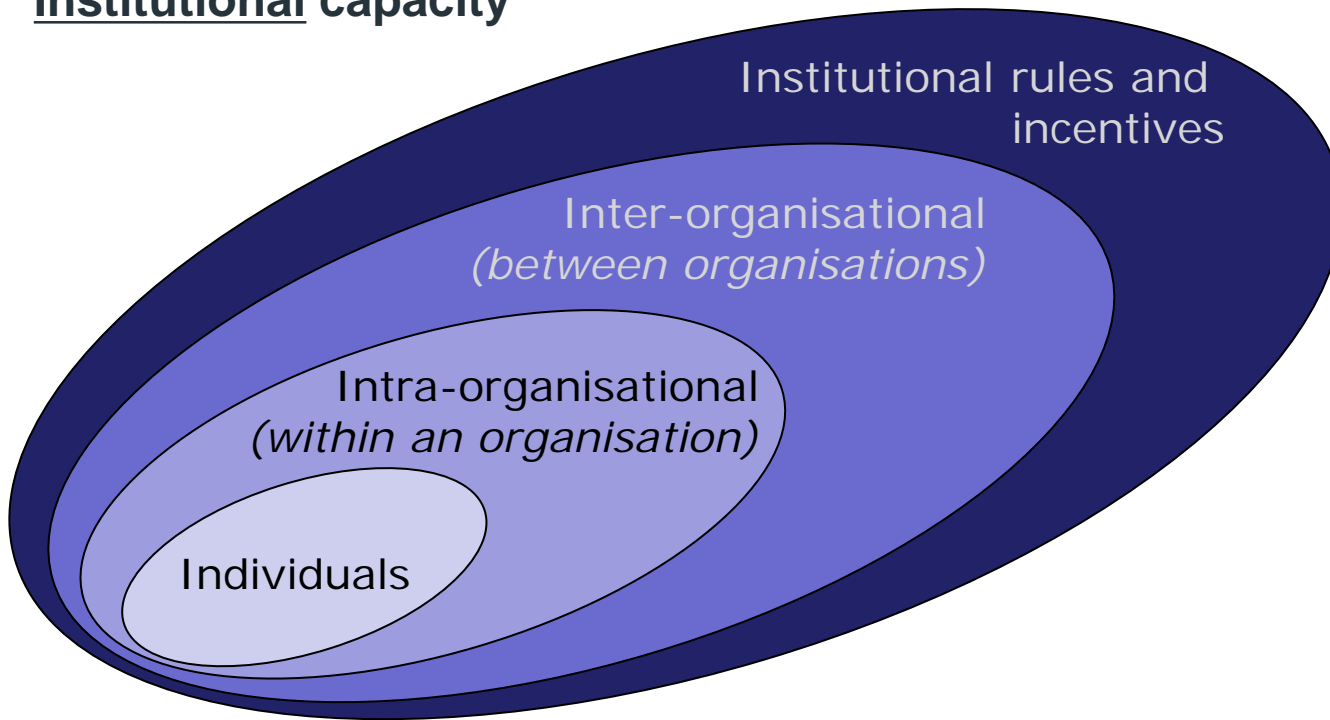 Institutional capacity
Institutional rules and
incentives
Inter-organisational
(between organisations)
Intra-organisational
(within an organisation)
Individuals